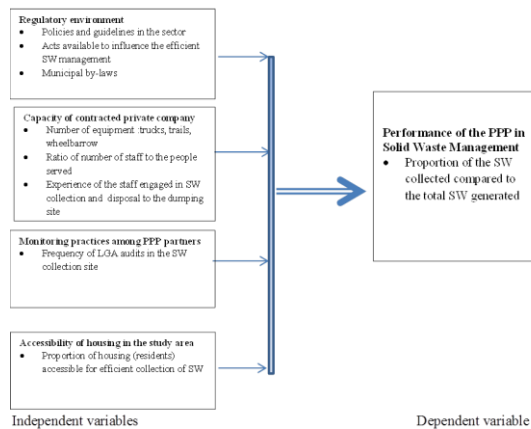 Regulatory environment
● Policies and guidelines in the sector
● Acts available to influence the efficient
SW management
● Municipal by-laws
Capacity of contracted private company
● Number of equipment :trucks, trails,
wheelbarrow
● Ratio of number of staff to the people
served
● Experience of the staff engaged in SW
collection and disposal to the dumping
site
Monitoring practices among PPP partners
● Frequency of LGA audits in the SW
collection site
Accessibility of housing in the study area
● Proportion of housing (residents)
accessible for efficient collection of SW
Independent variables
Performance of the PPP in
Solid Waste Management
● Proportion of the SW
collected compared to
the total SW generated
Dependent variable